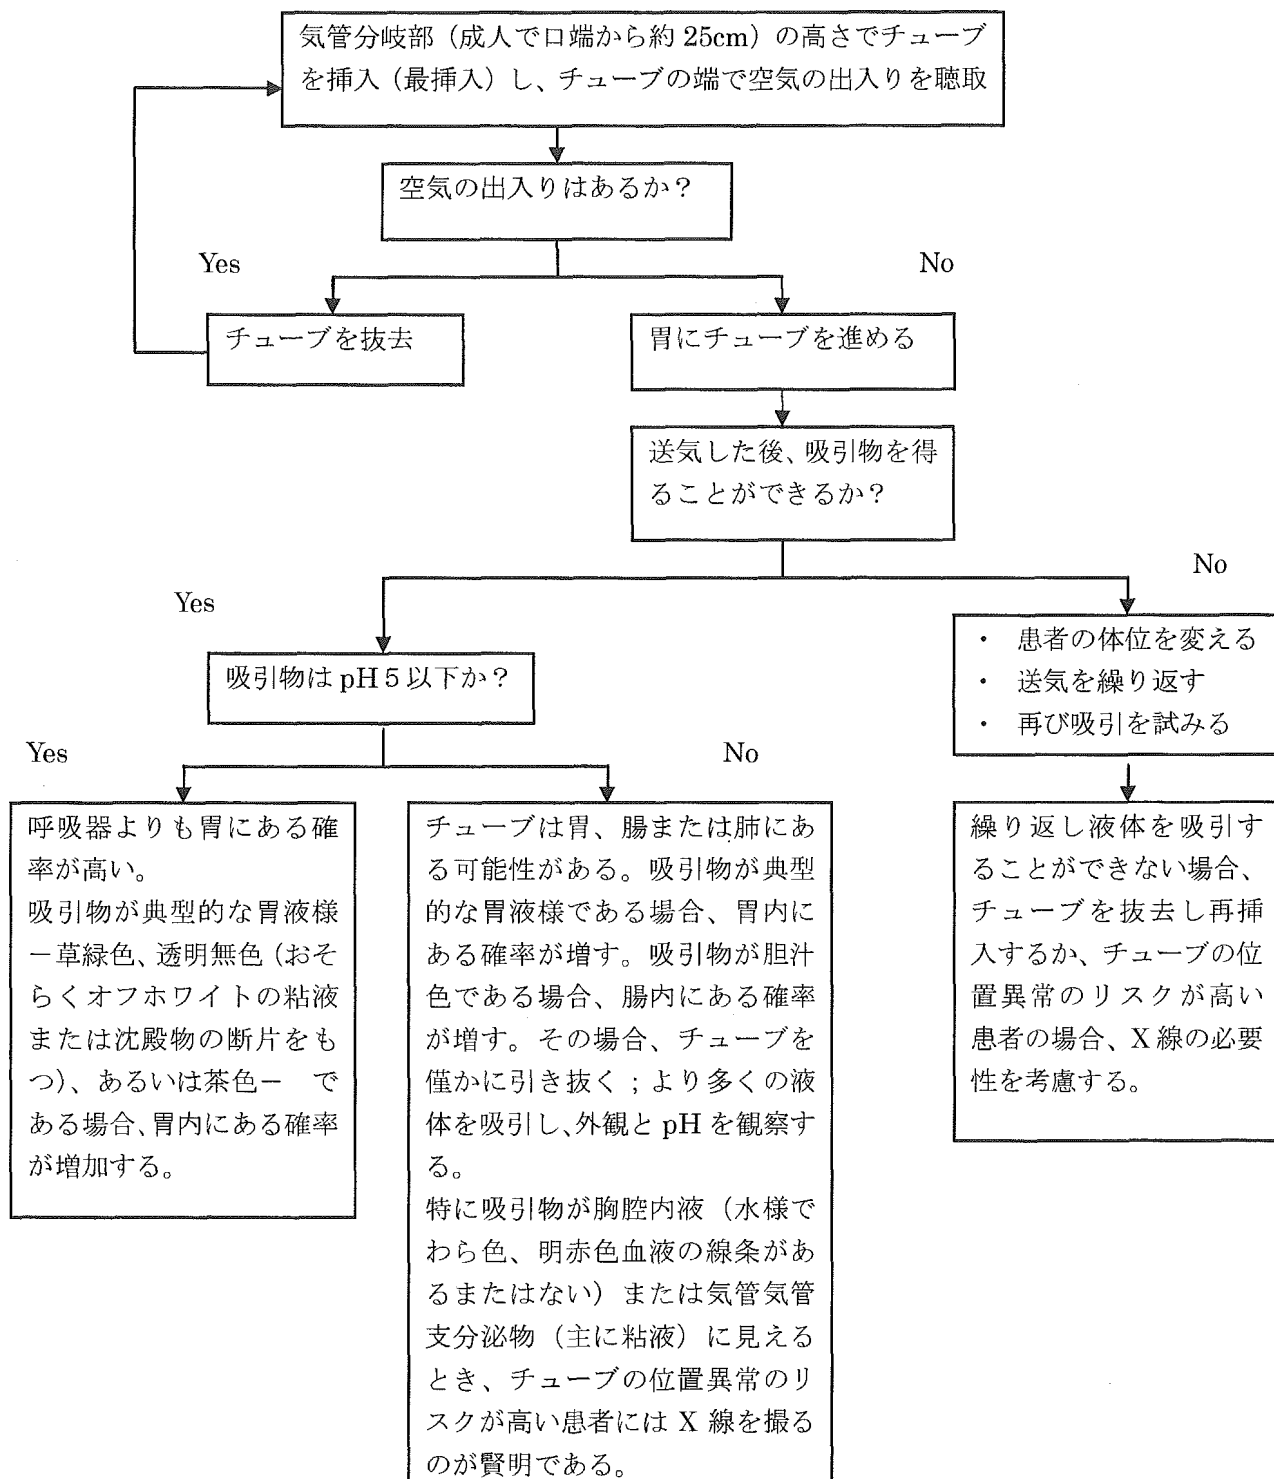 気管分岐部（成人で口端から約 25cm）の高さでチューブ
を挿入（最挿入）し、チューブの端で空気の出入りを聴取
空気の出入りはあるか？
Yes
No
チューブを抜去
胃にチューブを進める
送気した後、吸引物を得
ることができるか？
Yes
No
吸引物は pH５以下か？
・ 患者の体位を変える
・ 送気を繰り返す
・ 再び吸引を試みる
Yes
No
呼吸器よりも胃にある確
率が高い。
吸引物が典型的な胃液様
－草緑色、透明無色（おそ
らくオフホワイトの粘液
または沈殿物の断片をも
つ）、あるいは茶色－ で
ある場合、胃内にある確率
が増加する。
チューブは胃、腸または肺にあ
る可能性がある。吸引物が典型
的な胃液様である場合、胃内に
ある確率が増す。吸引物が胆汁
色である場合、腸内にある確率
が増す。その場合、チューブを
僅かに引き抜く；より多くの液
体を吸引し、外観と pH を観察す
る。
特に吸引物が胸腔内液（水様で
わら色、明赤色血液の線条があ
るまたはない）または気管気管
支分泌物（主に粘液）に見える
とき、チューブの位置異常のリ
スクが高い患者には X 線を撮る
のが賢明である。
繰り返し液体を吸引す
ることができない場合、
チューブを抜去し再挿
入するか、チューブの位
置異常のリスクが高い
患者の場合、X 線の必要
性を考慮する。